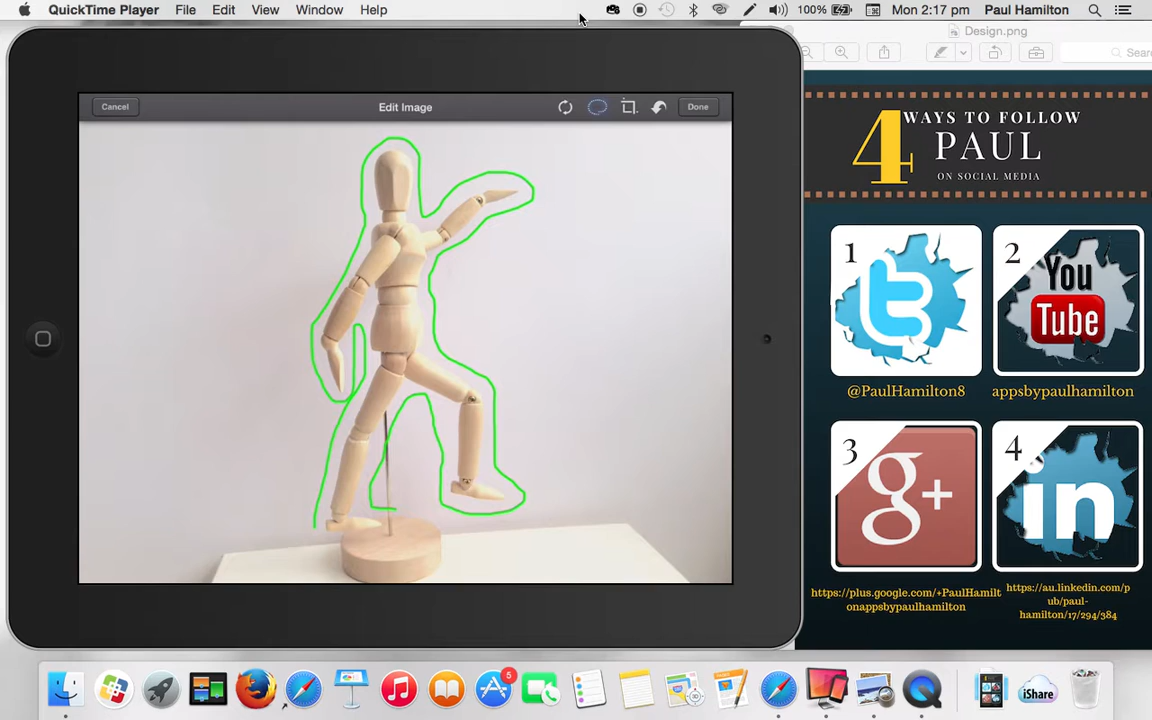 QuickTime Player File Edit View Window Help 100% Mon 2:17 pm Paul Hamilton
Design.png
Sear
Cancel Edit Image Done
4 WAYS TO FOLLOW
PAUL
ON SOCIAL MEDIA
1
2
You
Tube
@PaulHamilton8
appsbypaulhamilton
3
g+
4
in
https://plus.google.com/+PaulHamilt
onappsbypaulhamilton
https://au.linkedin.com/p
ub/paul-
hamilton/17/294/384
5
iShare